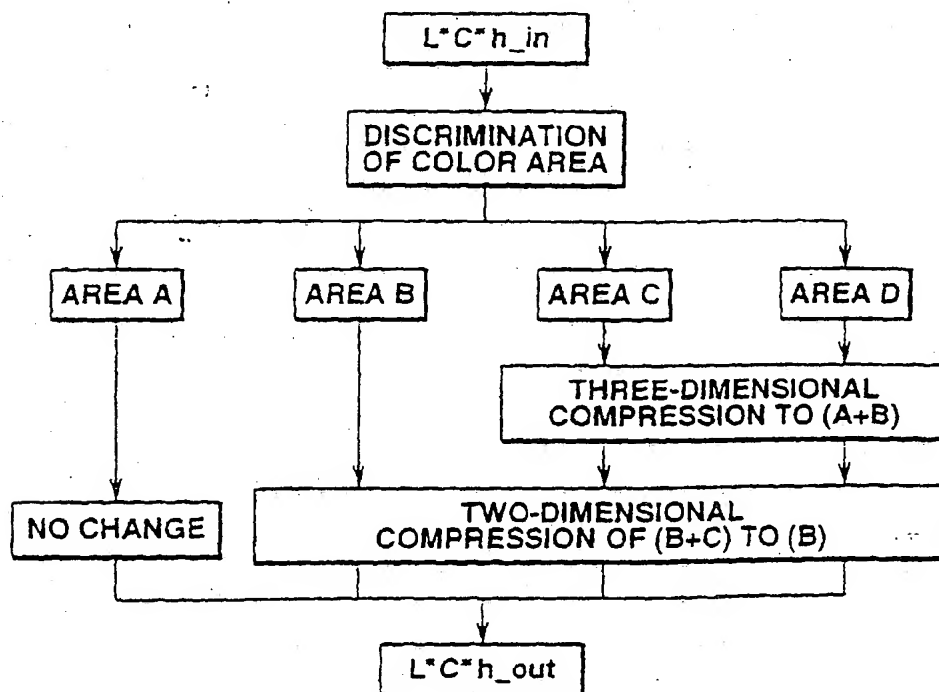 L*C*h_in
DISCRIMINATION
OF COLOR AREA
AREA A
AREA B
AREA C
AREA D
THREE-DIMENSIONAL
COMPRESSION TO (A+B)
NO CHANGE
TWO-DIMENSIONAL
COMPRESSION OF (B+C) TO (B)
L*C*h_out